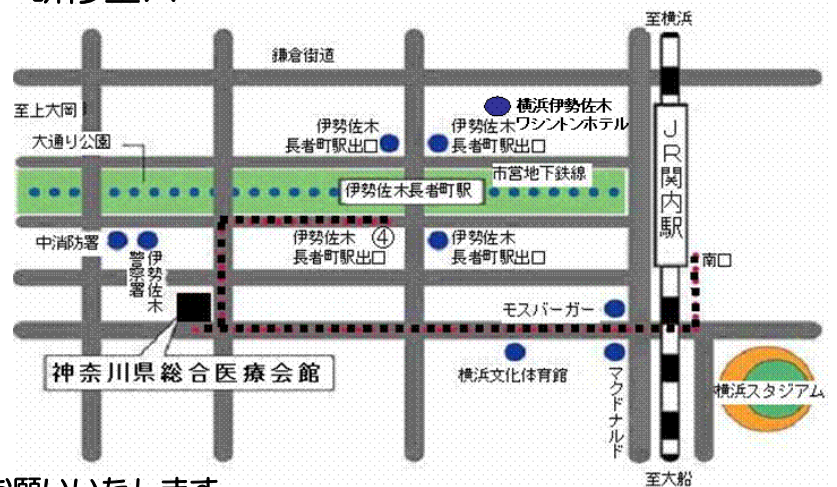 至横浜
鎌倉街道
至上大岡
大通り公園
伊勢佐木
長者町駅出口
横浜伊勢佐木
ワシントンホテル
伊勢佐木
長者町駅出口
市営地下鉄線
JR関内駅
伊勢佐木長者町駅
中消防署
伊勢佐木
警察署
伊勢佐木
長者町駅出口
④
伊勢佐木
長者町駅出口
南口
モスバーガー
神奈川県総合医療会館
横浜文化体育館
マクドナルド
横浜スタジアム
至大船
願いいたします